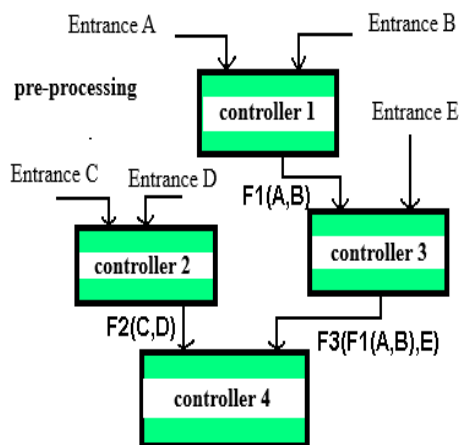 Entrance A
Entrance B
pre-processing
controller 1
Entrance E
Entrance C
Entrance D
F1(A,B)
controller 2
controller 3
F2(C,D)
F3(F1(A,B),E)
controller 4